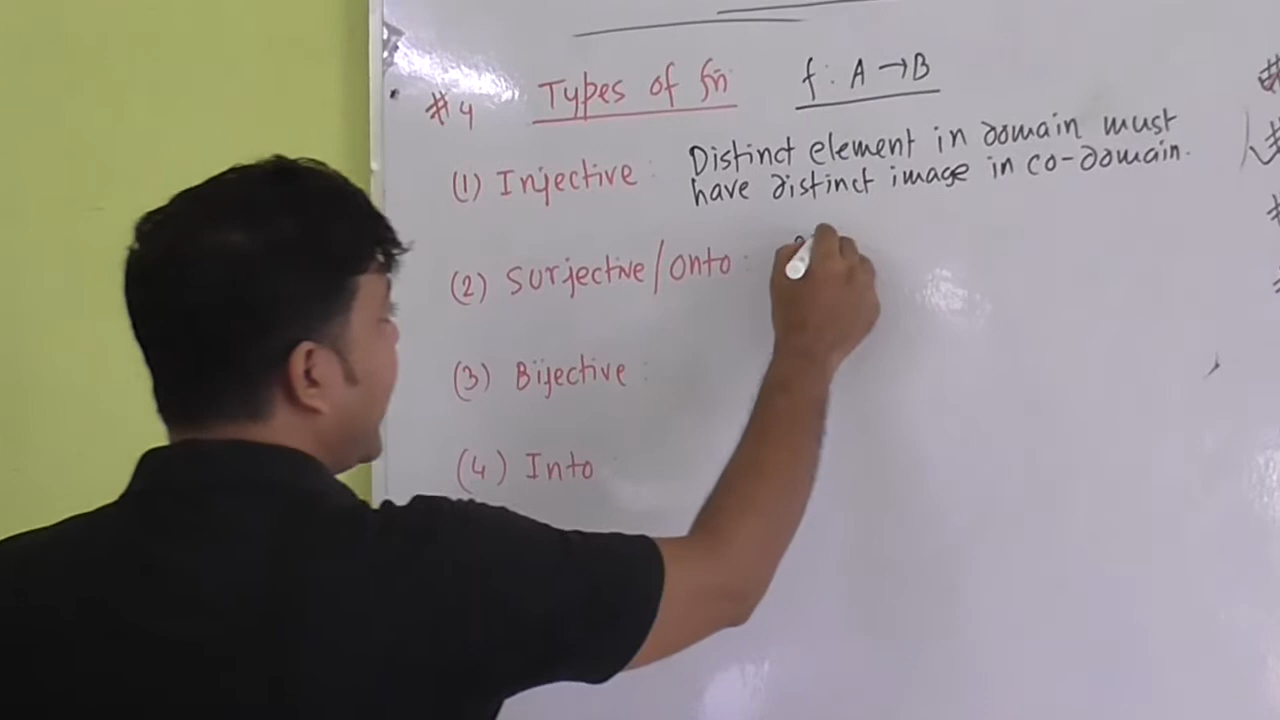 #4 Types of fn f: A→B
(1) Injective: Distinct element in domain must
have distinct image in co-domain.
(2) Surjective/onto:
(3) Bijective:
(4) Into